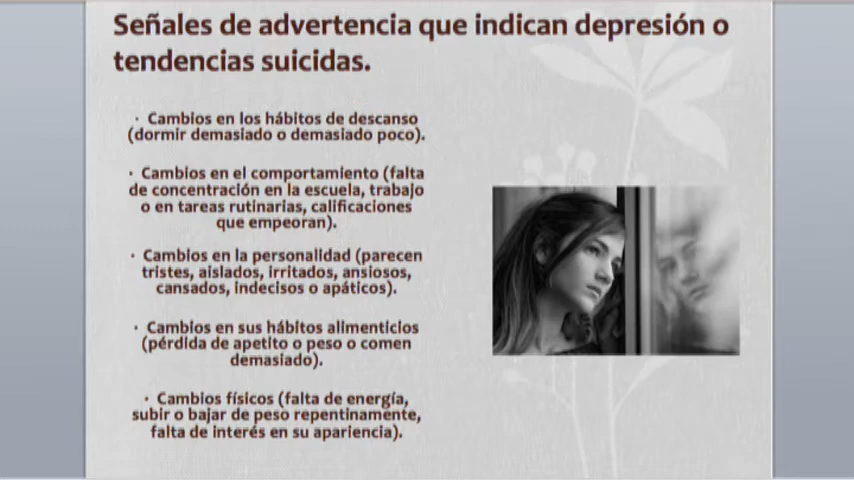 Señales de advertencia que indican depresión o
tendencias suicidas.
· Cambios en los hábitos de descanso
(dormir demasiado o demasiado poco).
· Cambios en el comportamiento (falta
de concentración en la escuela, trabajo
o en tareas rutinarias, calificaciones
que empeoran).
· Cambios en la personalidad (parecen
tristes, aislados, irritados, ansiosos,
cansados, indecisos o apáticos).
· Cambios en sus hábitos alimenticios
(pérdida de apetito o peso o comen
demasiado).
· Cambios físicos (falta de energía,
subir o bajar de peso repentinamente,
falta de interés en su apariencia).